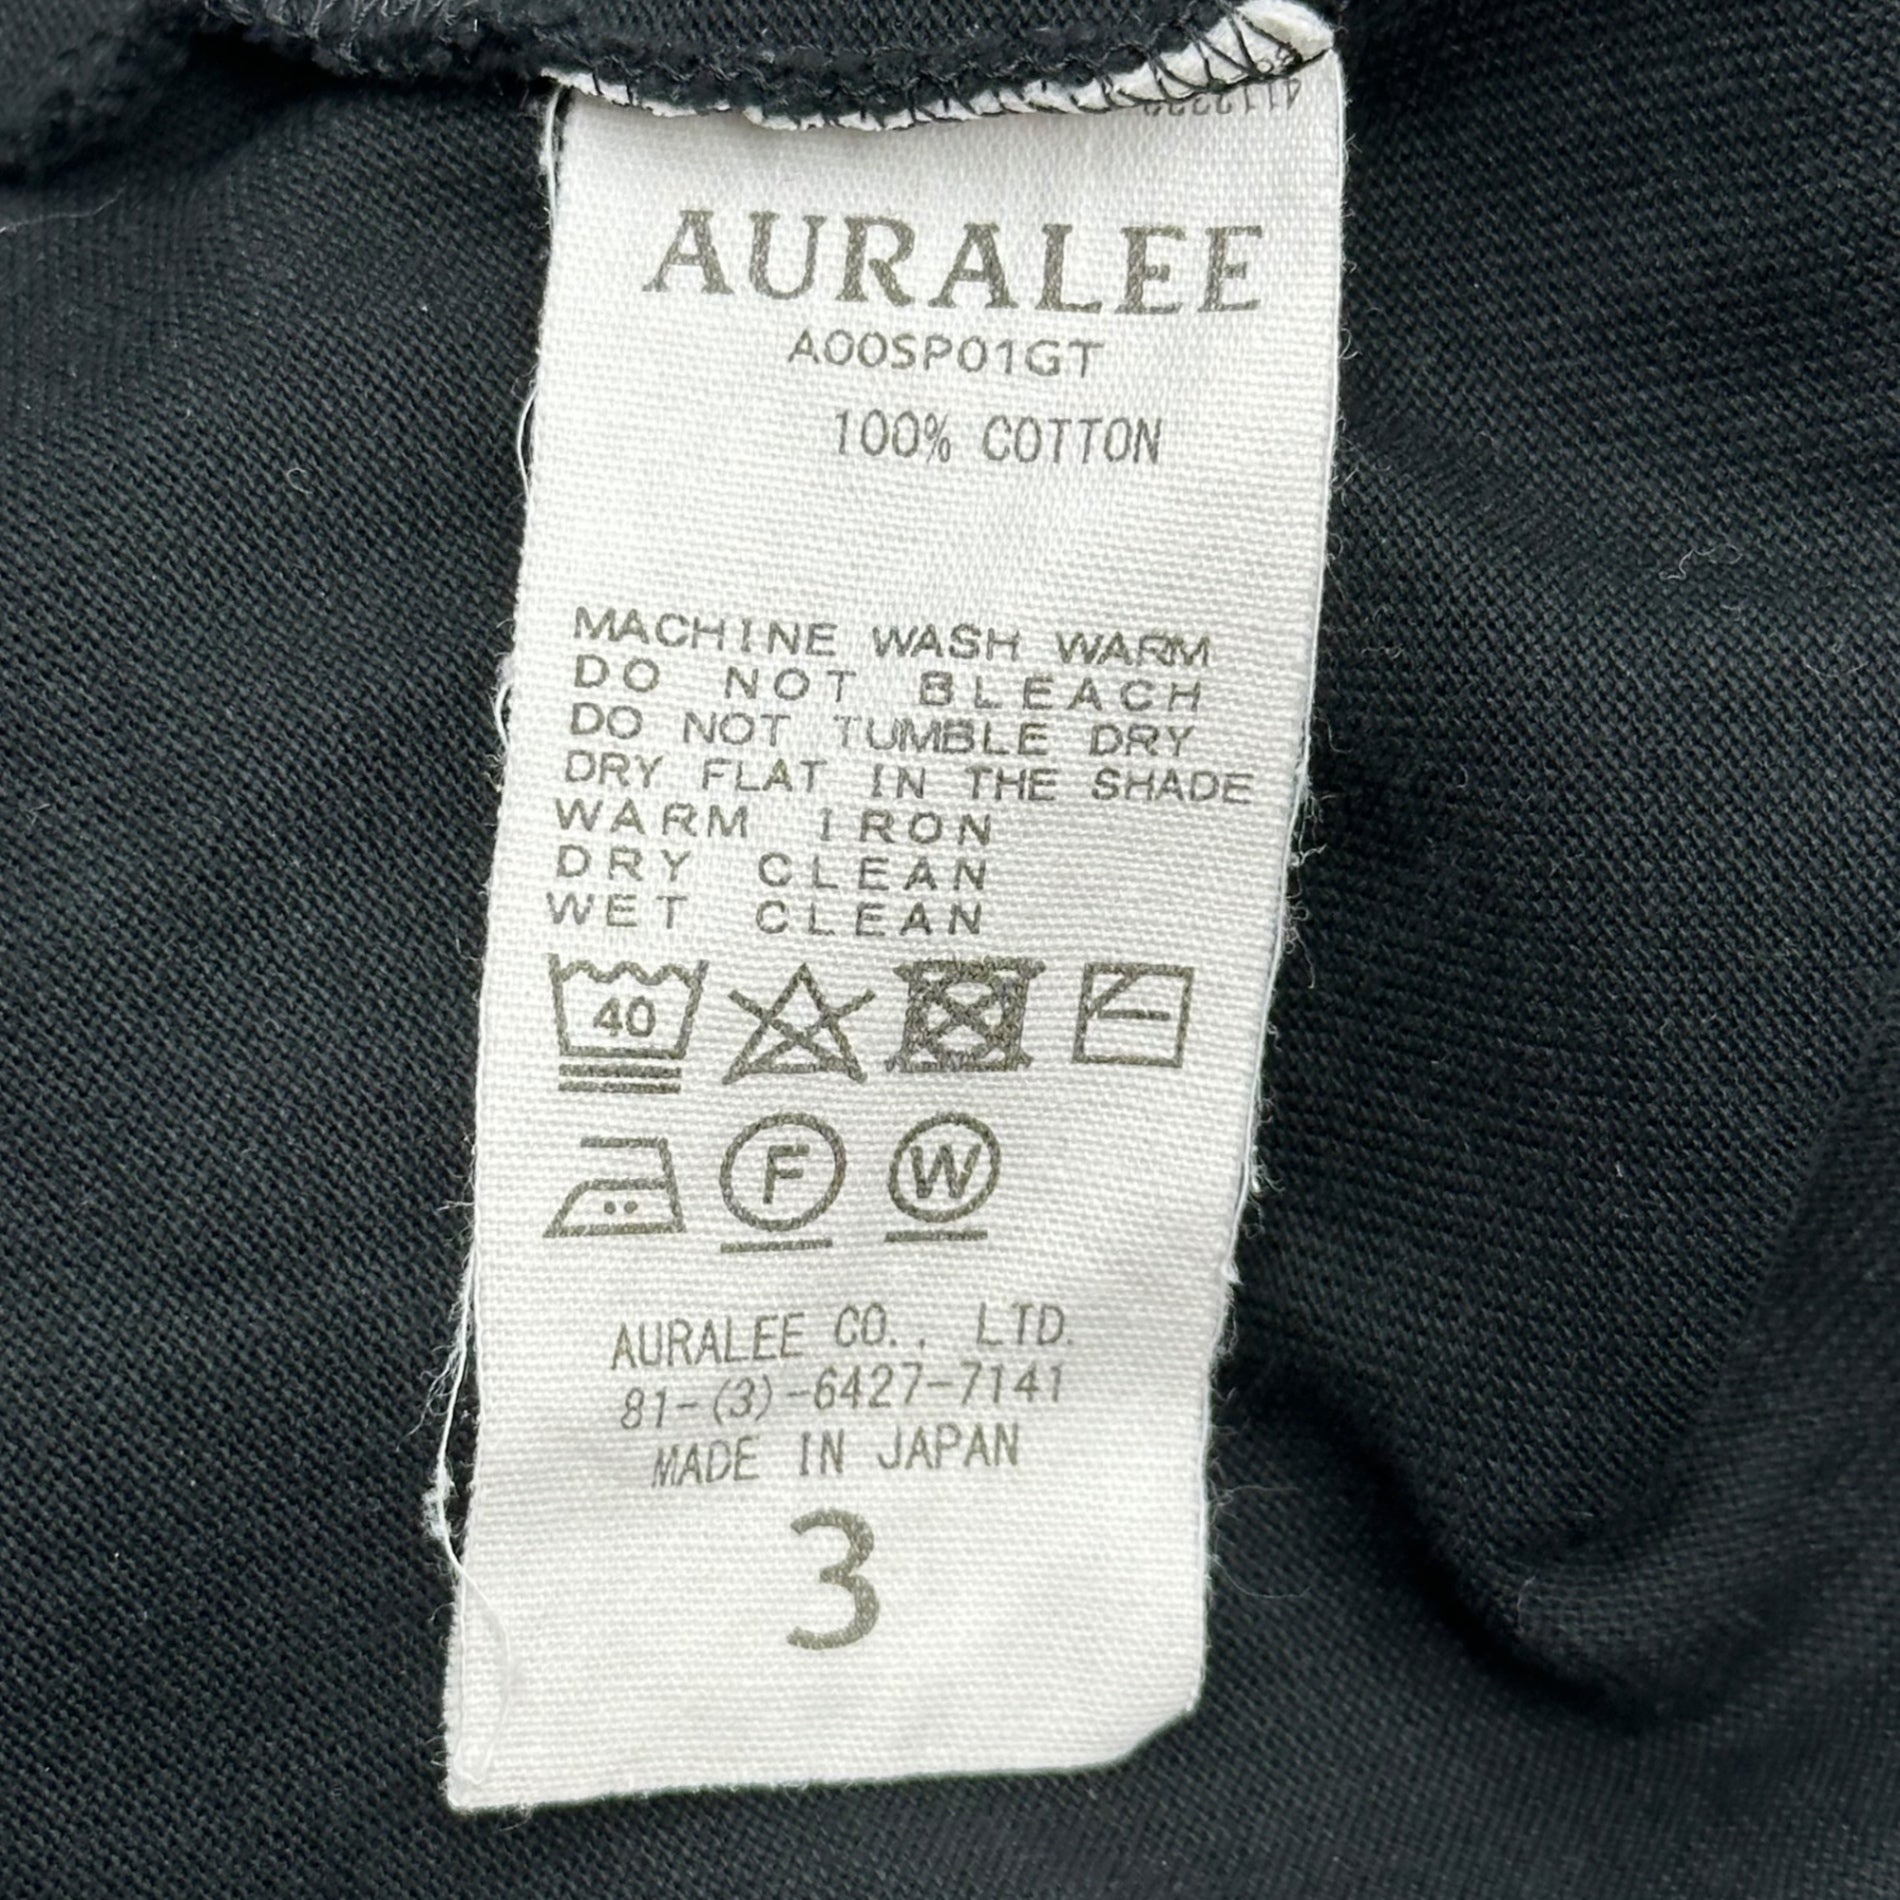 AURALEE
A00SP01GT
100% COTTON
MACHINE WASH WARM
DO NOT BLEACH
DO NOT TUMBLE DRY
DRY FLAT IN THE SHADE
WARM IRON
DRY CLEAN
WET CLEAN
40
F W
AURALEE CO., LTD.
81-(3)-6427-7141
MADE IN JAPAN
3